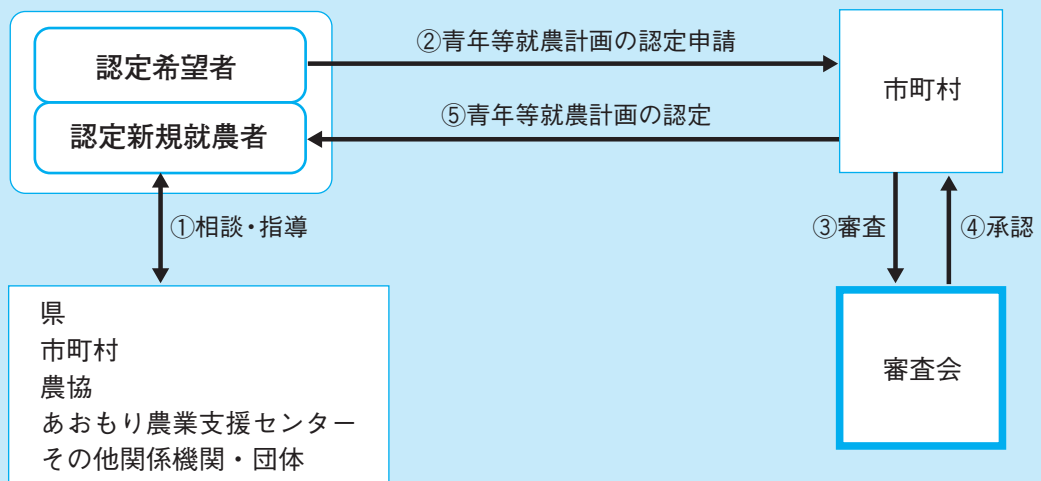 認定希望者
②青年等就農計画の認定申請
市町村
認定新規就農者
⑤青年等就農計画の認定
①相談・指導
③審査
④承認
県
市町村
農協
あおもり農業支援センター
その他関係機関・団体
審査会